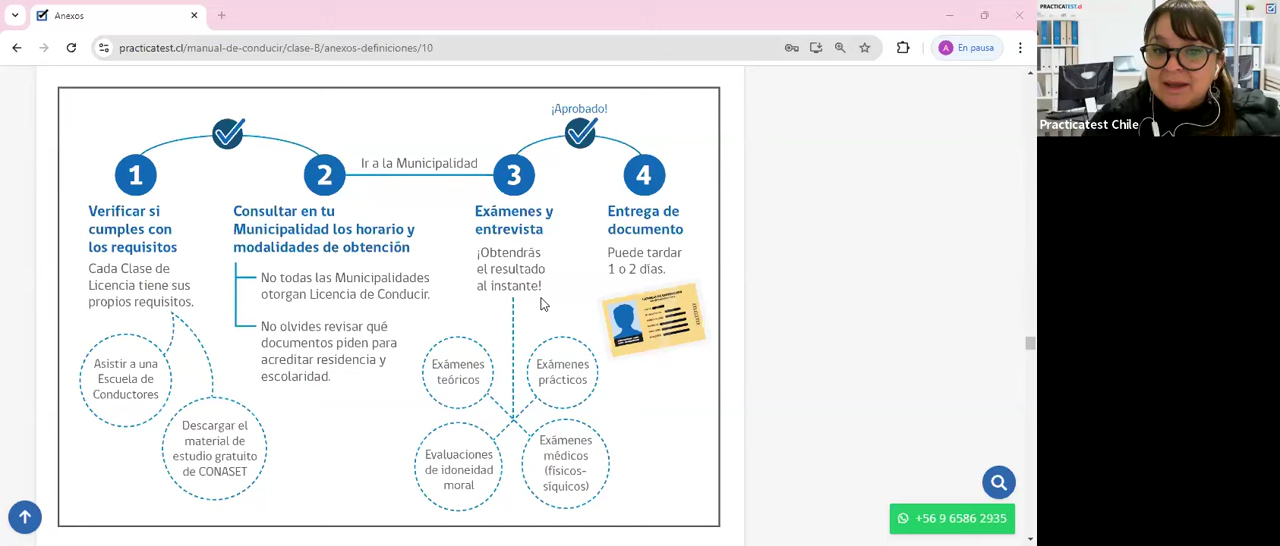 Anexos
practicatest.cl/manual-de-conducir/clase-B/anexos-definiciones/10
A
En pausa
PRACTICATEST.cl
Practicatest Chile
¡Aprobado!
Ir a la Municipalidad
1
2
3
4
Verificar si
cumples con
los requisitos
Cada Clase de
Licencia tiene sus
propios requisitos.
Asistir a una
Escuela de
Conductores
Descargar el
material de
estudio gratuito
de CONASET
Consultar en tu
Municipalidad los horario y
modalidades de obtención
No todas las Municipalidades
otorgan Licencia de Conducir.
No olvides revisar qué
documentos piden para
acreditar residencia y
escolaridad.
Exámenes y
entrevista
¡Obtendrás
el resultado
al instante!
Exámenes
teóricos
Exámenes
prácticos
Evaluaciones
de idoneidad
moral
Exámenes
médicos
(físicos-
síquicos)
Entrega de
documento
Puede tardar
1 o 2 días.
+56 9 6586 2935